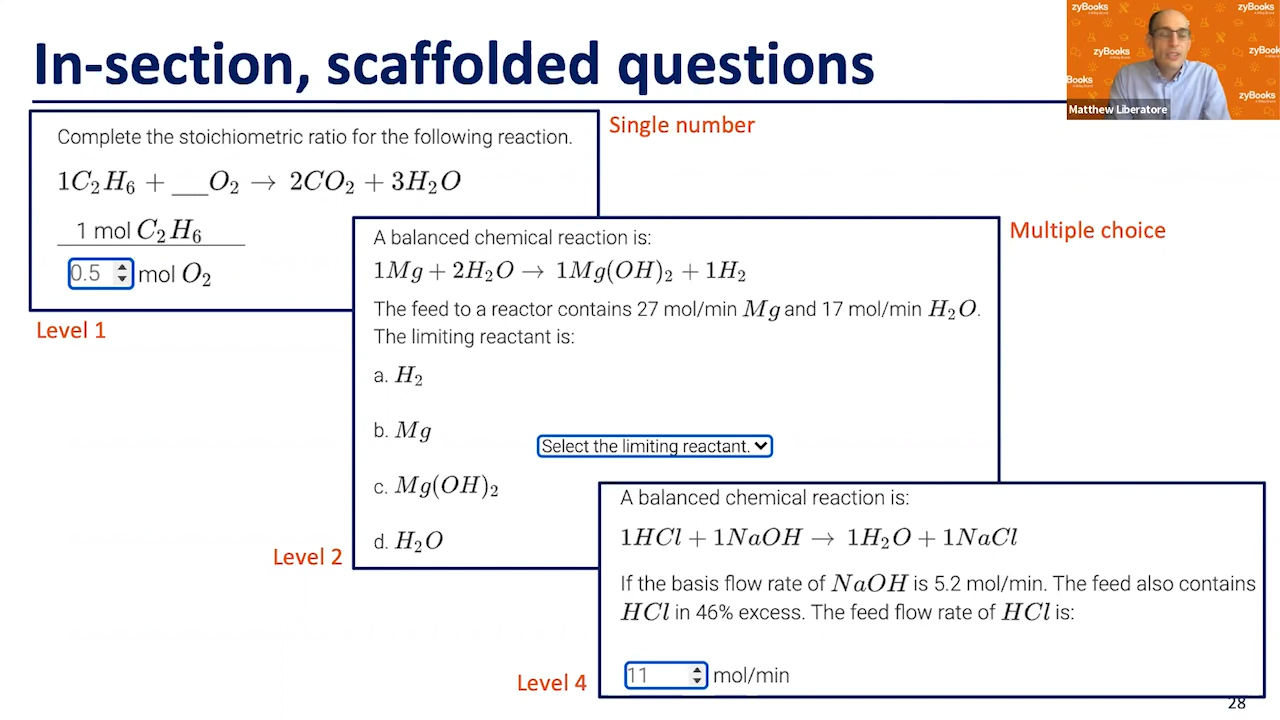 In-section, scaffolded questions
zyBooks
zyBooks
zyBooks
zyBooks
zyBooks
Matthew Liberatore
Complete the stoichiometric ratio for the following reaction.
1C₂H₆ + __O₂ → 2CO₂ + 3H₂O
1 mol C₂H₆
0.5 mol O₂
Single number
Level 1
A balanced chemical reaction is:
1Mg + 2H₂O → 1Mg(OH)₂ + 1H₂
The feed to a reactor contains 27 mol/min Mg and 17 mol/min H₂O.
The limiting reactant is:
a. H₂
b. Mg
Select the limiting reactant.
c. Mg(OH)₂
d. H₂O
Multiple choice
Level 2
A balanced chemical reaction is:
1HCl + 1NaOH → 1H₂O + 1NaCl
If the basis flow rate of NaOH is 5.2 mol/min. The feed also contains
HCl in 46% excess. The feed flow rate of HCl is:
11 mol/min
Level 4
28